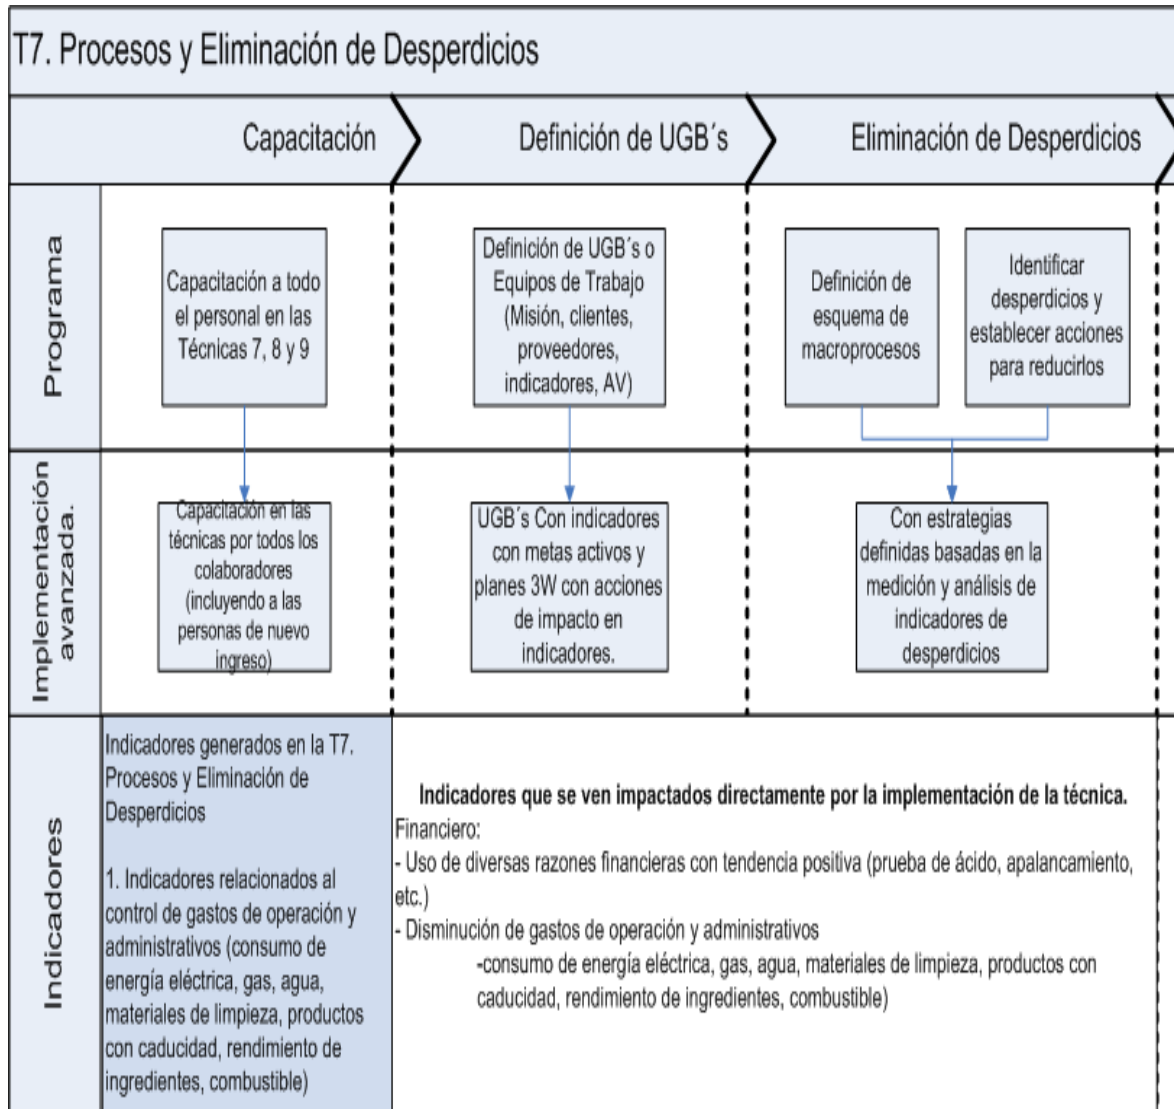 T7. Procesos y Eliminación de Desperdicios
Capacitación
Definición de UGB´s
Eliminación de Desperdicios
Programa
Capacitación a todo
el personal en las
Técnicas 7, 8 y 9
Definición de UGB´s o
Equipos de Trabajo
(Misión, clientes,
proveedores,
indicadores, AV)
Definición de
esquema de
macroprocesos
Identificar
desperdicios y
establecer acciones
para reducirlos
Implementación
avanzada.
Capacitación en las
técnicas por todos los
colaboradores
(incluyendo a las
personas de nuevo
ingreso)
UGB´s Con indicadores
con metas activos y
planes 3W con acciones
de impacto en
indicadores.
Con estrategias
definidas basadas en la
medición y análisis de
indicadores de
desperdicios
Indicadores
Indicadores generados en la T7.
Procesos y Eliminación de
Desperdicios
1. Indicadores relacionados al
control de gastos de operación y
administrativos (consumo de
energía eléctrica, gas, agua,
materiales de limpieza, productos
con caducidad, rendimiento de
ingredientes, combustible)
Indicadores que se ven impactados directamente por la implementación de la técnica.
Financiero:
- Uso de diversas razones financieras con tendencia positiva (prueba de ácido, apalancamiento,
etc.)
- Disminución de gastos de operación y administrativos
-consumo de energía eléctrica, gas, agua, materiales de limpieza, productos con
caducidad, rendimiento de ingredientes, combustible)